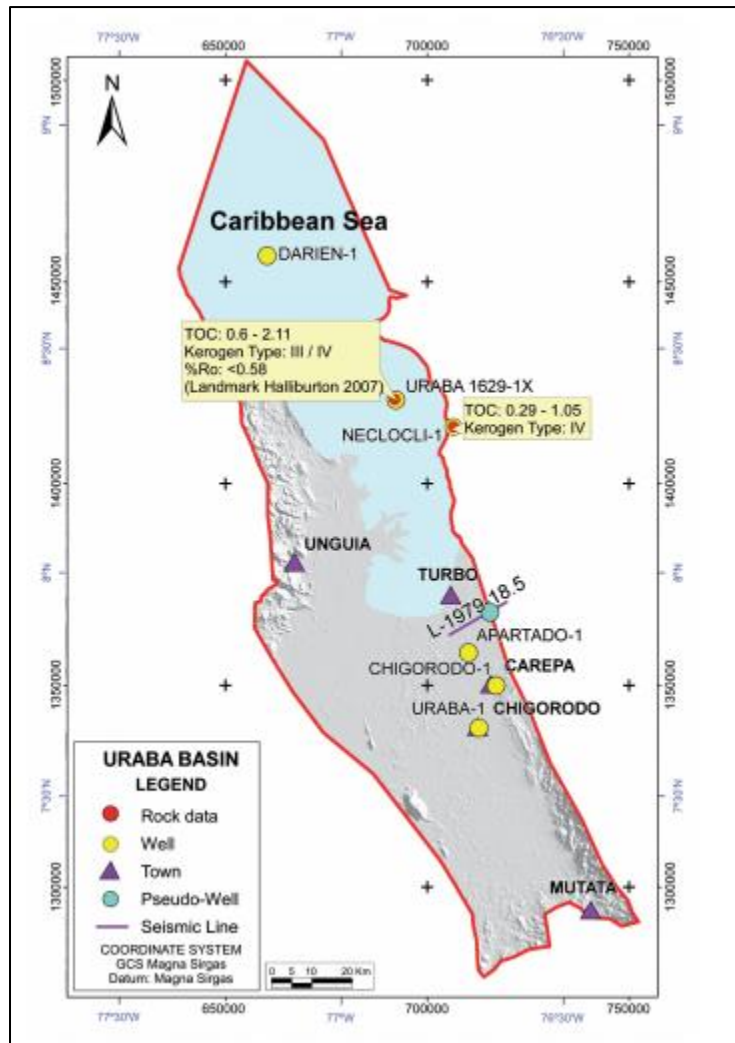 77°30'W
650000
77°W
700000
76°30'W
750000
1500000
1500000
9°N
9°N
N
Caribbean Sea
DARIEN-1
1450000
1450000
8°30'N
8°30'N
TOC: 0.6 - 2.11
Kerogen Type: III / IV
%Ro: <0.58
(Landmark Halliburton 2007)
URABA 1629-1X
TOC: 0.29 - 1.05
Kerogen Type: IV
NECLOCLI-1
1400000
1400000
UNGUIA
8°N
8°N
TURBO
L-1979-18.5
APARTADO-1
CHIGORODO-1
CAREPA
1350000
1350000
URABA-1
CHIGORODO
7°30'N
7°30'N
URABA BASIN
LEGEND
Rock data
Well
Town
Pseudo-Well
Seismic Line
COORDINATE SYSTEM
GCS Magna Sirgas
Datum: Magna Sirgas
MUTATA
1300000
1300000
0 5 10 20 Km
77°30'W
650000
77°W
700000
76°30'W
750000